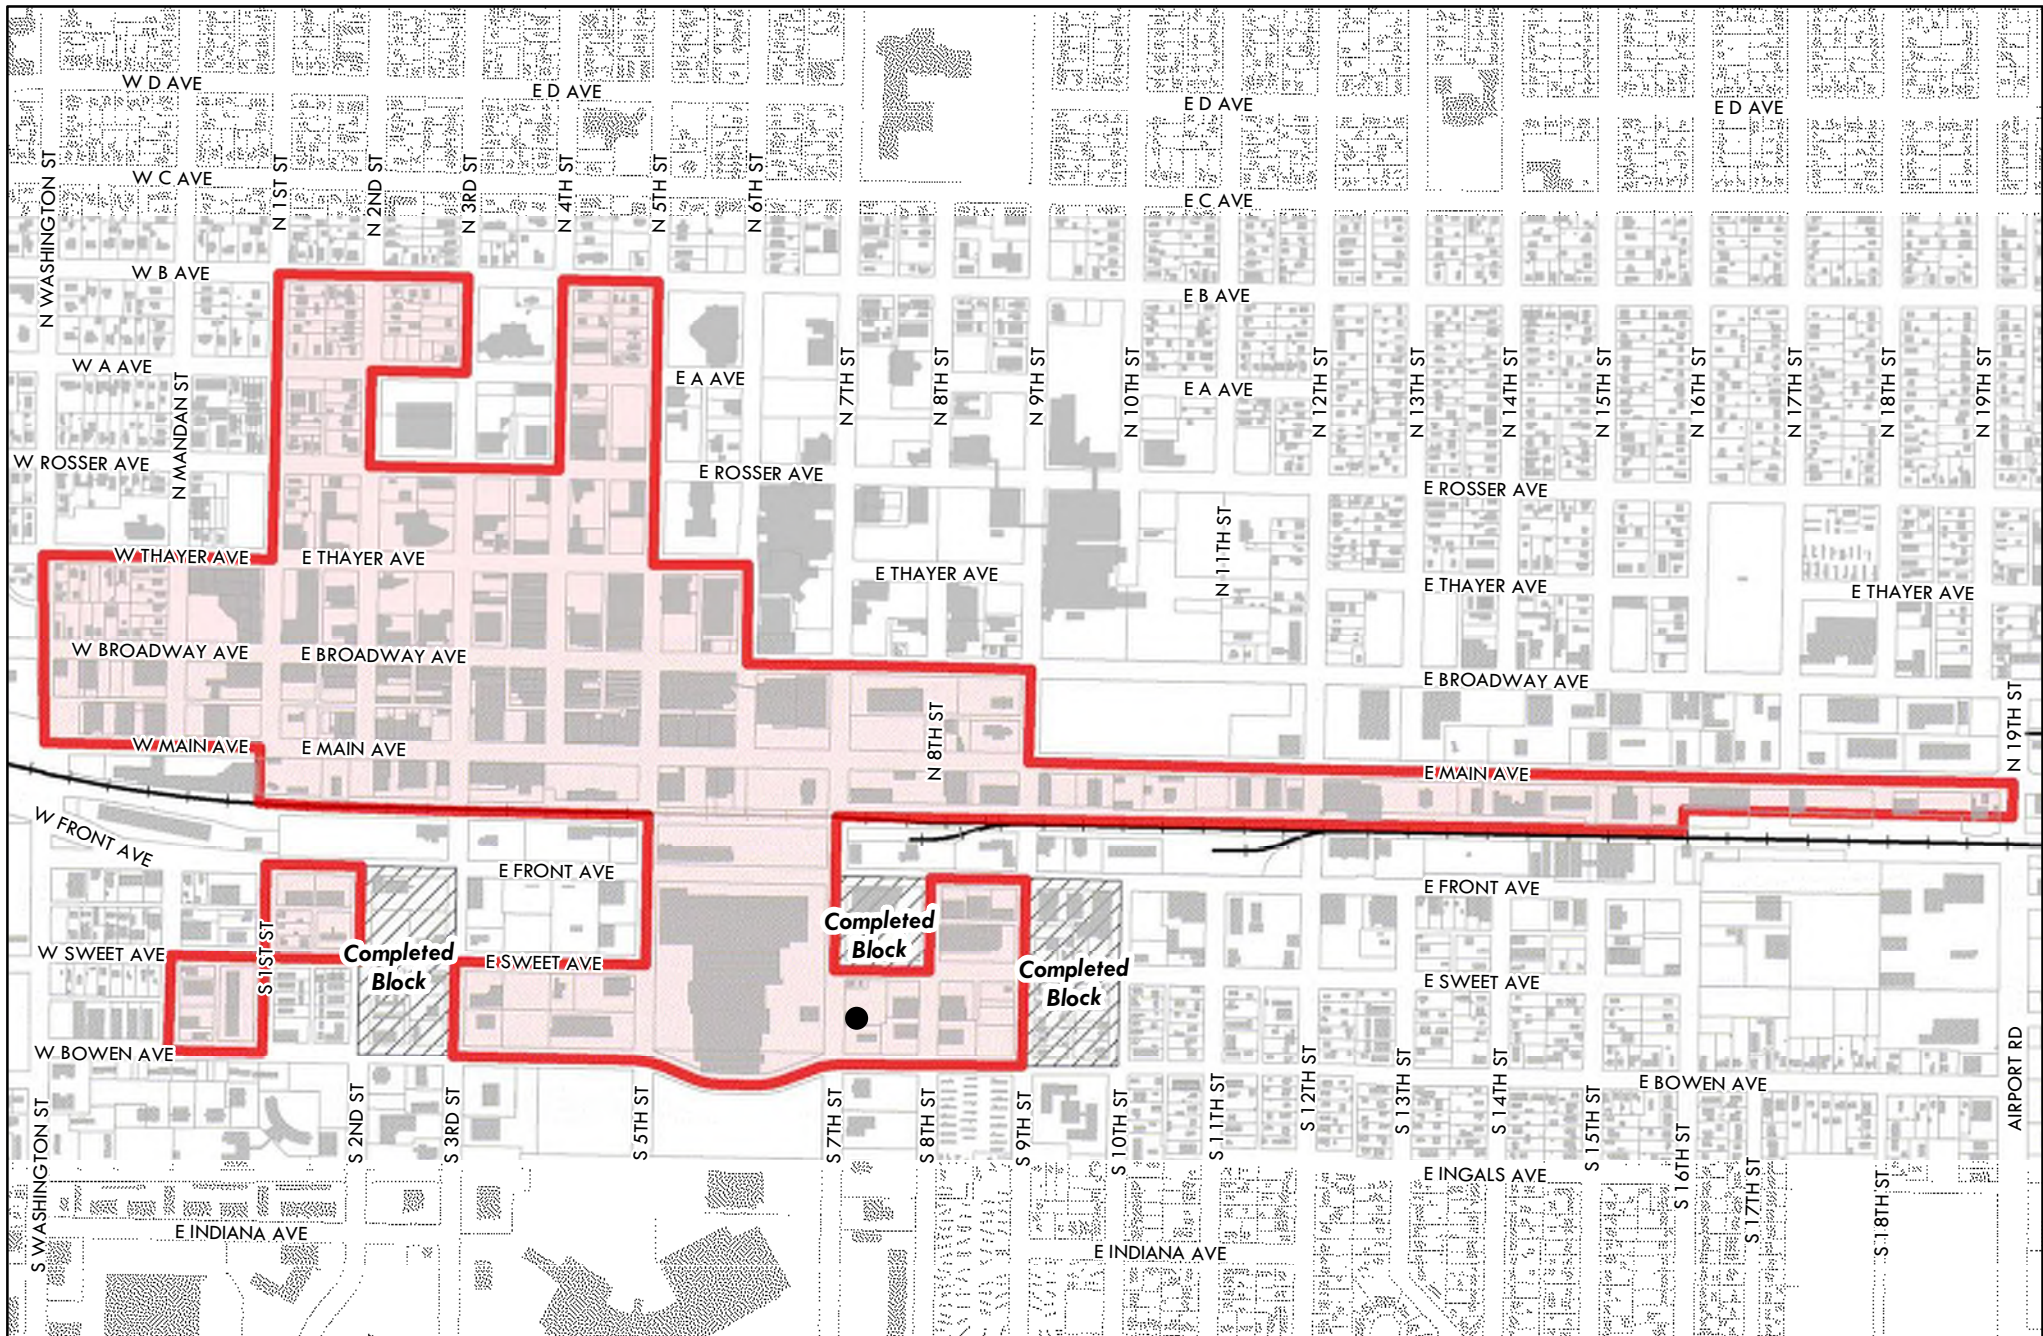 W D AVE
E D AVE
E D AVE
E D AVE
W C AVE
E C AVE
N WASHINGTON ST
N 1ST ST
N 2ND ST
N 3RD ST
N 4TH ST
N 5TH ST
N 6TH ST
W B AVE
E B AVE
W A AVE
E A AVE
E A AVE
N MANDAN ST
N 7TH ST
N 8TH ST
N 9TH ST
N 10TH ST
N 12TH ST
N 13TH ST
N 14TH ST
N 15TH ST
N 16TH ST
N 17TH ST
N 18TH ST
N 19TH ST
W ROSSER AVE
E ROSSER AVE
E ROSSER AVE
N 11TH ST
W THAYER AVE
E THAYER AVE
E THAYER AVE
E THAYER AVE
E THAYER AVE
W BROADWAY AVE
E BROADWAY AVE
E BROADWAY AVE
N 8TH ST
N 19TH ST
W MAIN AVE
E MAIN AVE
E MAIN AVE
W FRONT AVE
E FRONT AVE
E FRONT AVE
Completed
Block
Completed
Block
Completed
Block
W SWEET AVE
S 1ST ST
E SWEET AVE
E SWEET AVE
W BOWEN AVE
E BOWEN AVE
AIRPORT RD
S WASHINGTON ST
S 2ND ST
S 3RD ST
S 5TH ST
S 7TH ST
S 8TH ST
S 9TH ST
S 10TH ST
S 11TH ST
S 12TH ST
S 13TH ST
S 14TH ST
S 15TH ST
S 16TH ST
S 17TH ST
S 18TH ST
E INGALS AVE
E INDIANA AVE
E INDIANA AVE